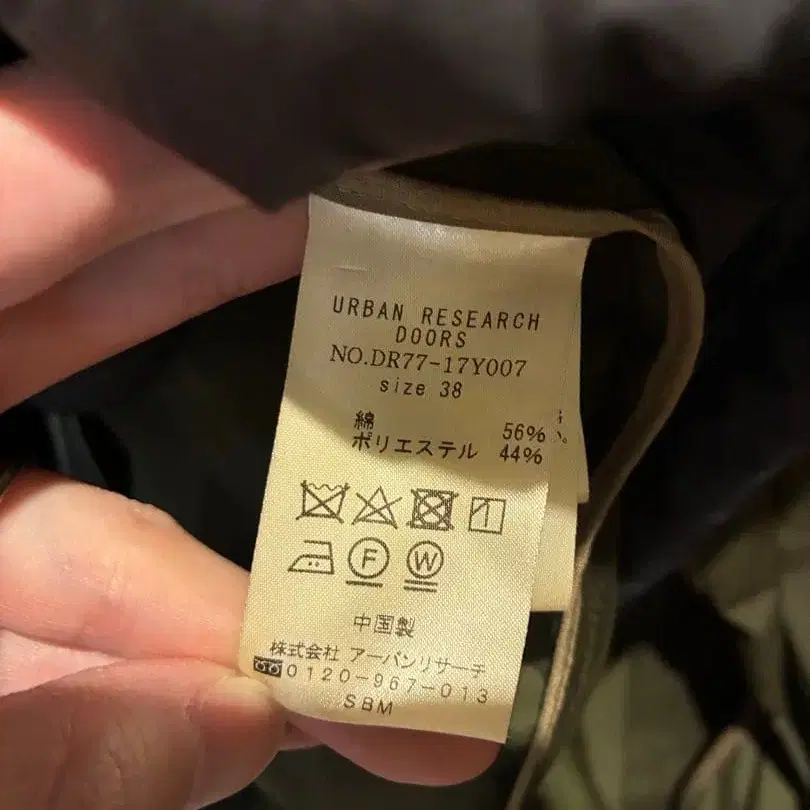 URBAN RESEARCH
DOORS
NO.DR77-17Y007
size 38
綿 56%
ポリエステル 44%
F W
中国製
株式会社 アーバンリサーチ
0120-967-013
SBM